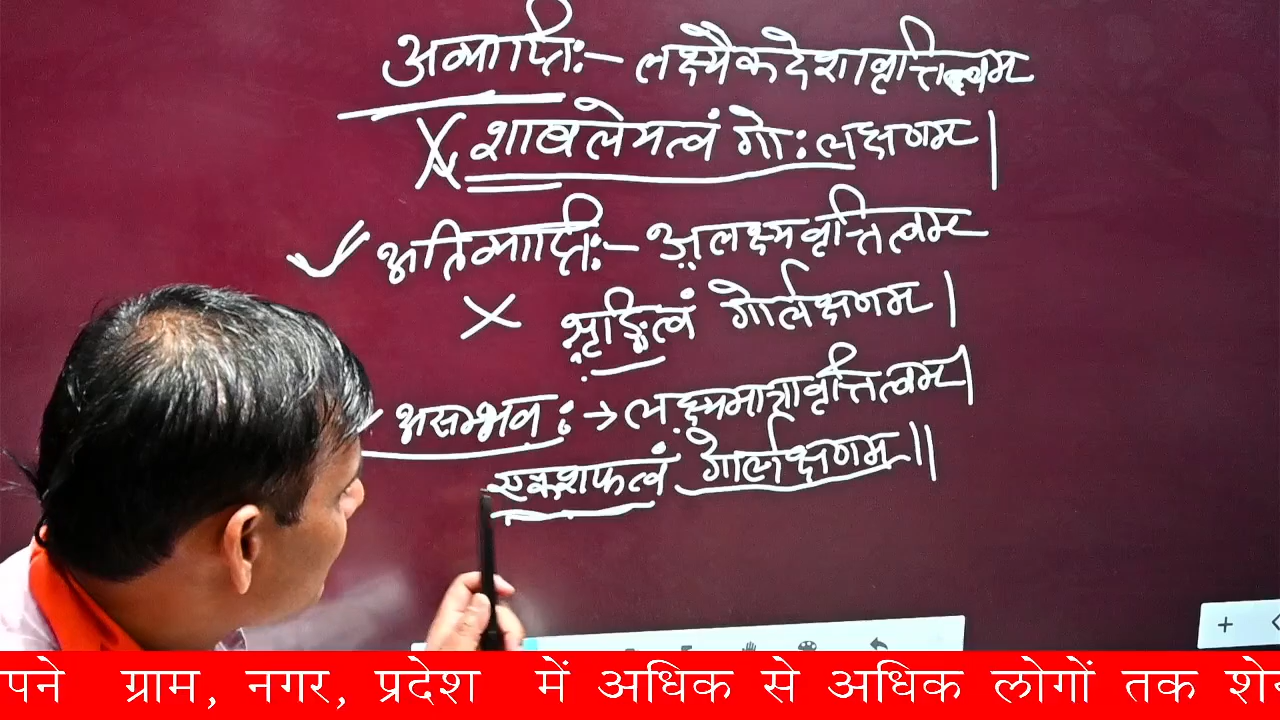 अव्याप्तिः- लक्ष्यैकदेशावृत्तित्वम
शाबलेयत्वं गोः लक्षणम |
अतिव्याप्तिः- अलक्ष्यवृत्तित्वम
शृङ्गित्वं गोर्लक्षणम |
असम्भवः → लक्ष्यमात्रावृत्तित्वम |
एकशफत्वं गोर्लक्षणम ||
पने ग्राम, नगर, प्रदेश में अधिक से अधिक लोगों तक शे